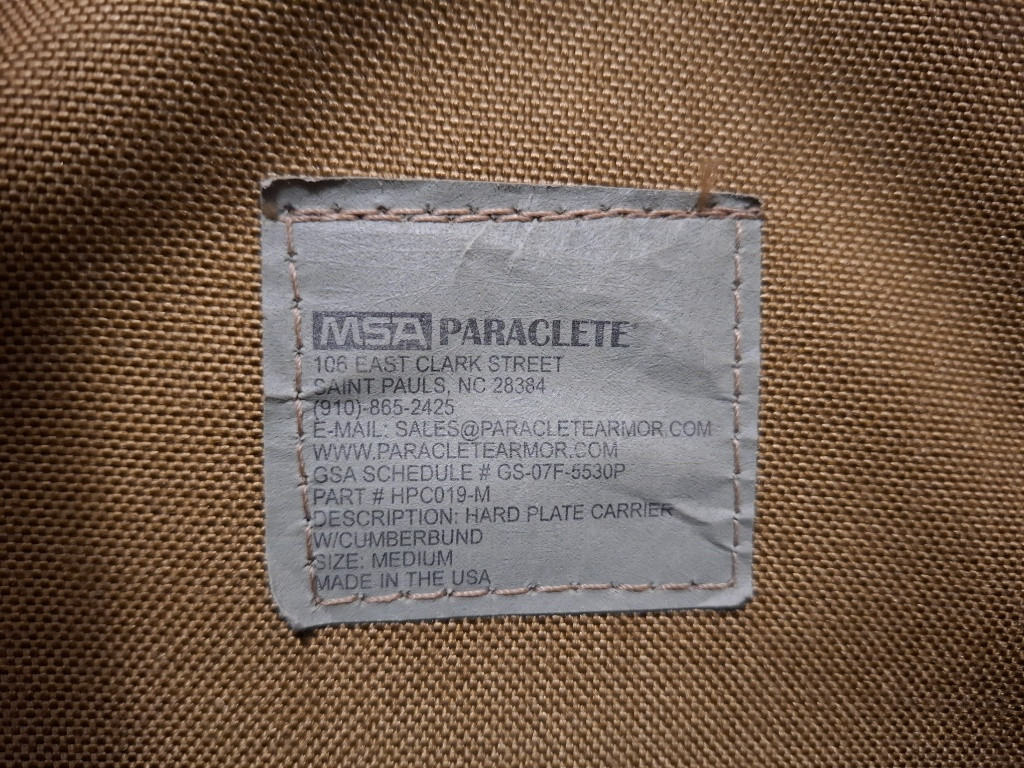 MSA PARACLETE®
106 EAST CLARK STREET
SAINT PAULS, NC 28384
(910)-865-2425
E-MAIL: SALES@PARACLETEARMOR.COM
WWW.PARACLETEARMOR.COM
GSA SCHEDULE # GS-07F-5530P
PART # HPC019-M
DESCRIPTION: HARD PLATE CARRIER
W/CUMBERBUND
SIZE: MEDIUM
MADE IN THE USA